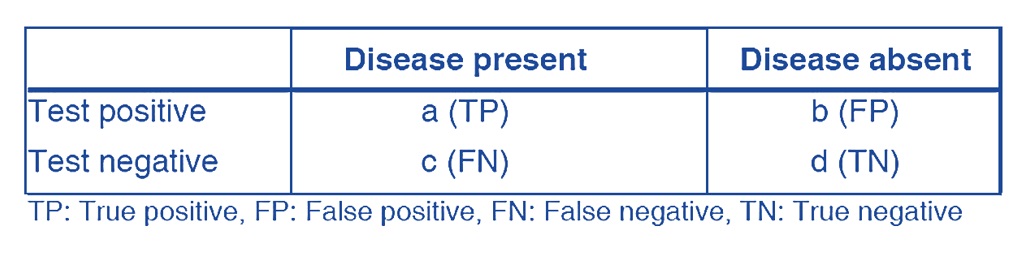 Disease present Disease absent
Test positive a (TP) b (FP)
Test negative c (FN) d (TN)
TP: True positive, FP: False positive, FN: False negative, TN: True negative